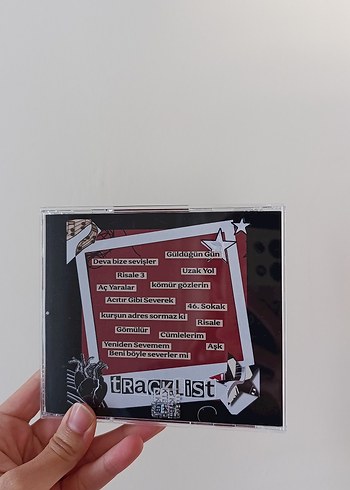 Güldüğün Gün
Deva bize sevişler
Uzak Yol
Risale 3
kömür gözlerin
Aç Yaralar
Acıtır Gibi Severek
46. Sokak
kurşun adres sormaz ki
Risale
Gömülür
Cümlelerim
Yeniden Sevemem
Aşk
Beni böyle severler mi
tRacKList